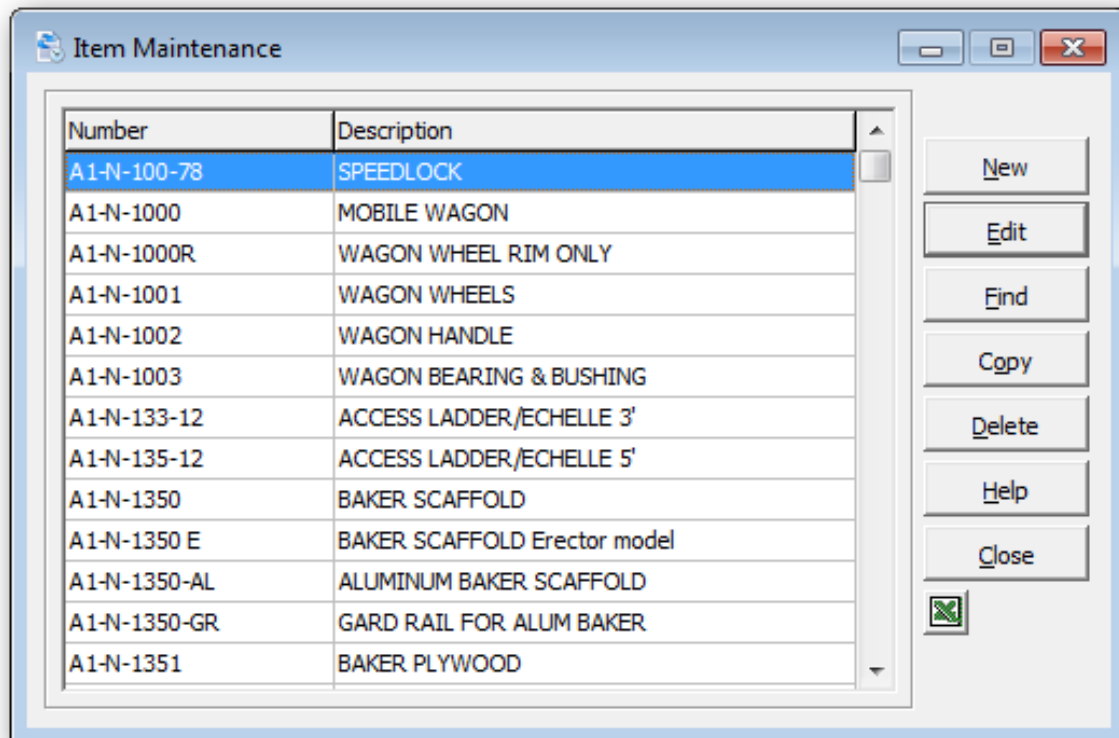 Item Maintenance
Number Description
A1-N-100-78 SPEEDLOCK
A1-N-1000 MOBILE WAGON
A1-N-1000R WAGON WHEEL RIM ONLY
A1-N-1001 WAGON WHEELS
A1-N-1002 WAGON HANDLE
A1-N-1003 WAGON BEARING & BUSHING
A1-N-133-12 ACCESS LADDER/ECHELLE 3'
A1-N-135-12 ACCESS LADDER/ECHELLE 5'
A1-N-1350 BAKER SCAFFOLD
A1-N-1350 E BAKER SCAFFOLD Erector model
A1-N-1350-AL ALUMINUM BAKER SCAFFOLD
A1-N-1350-GR GARD RAIL FOR ALUM BAKER
A1-N-1351 BAKER PLYWOOD
New
Edit
Find
Copy
Delete
Help
Close